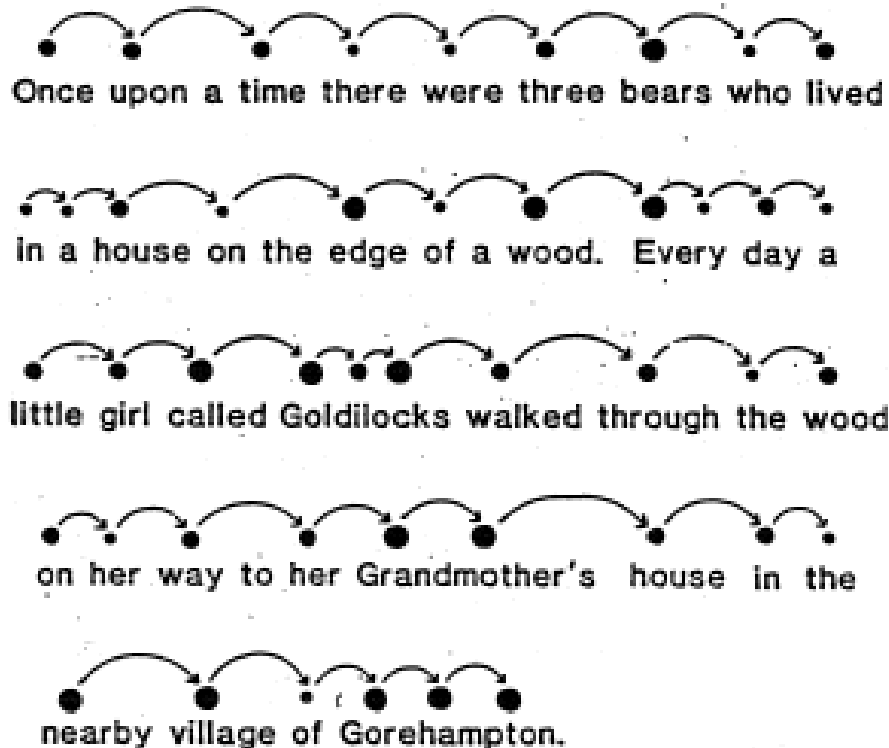 Once upon a time there were three bears who lived
in a house on the edge of a wood. Every day a
little girl called Goldilocks walked through the wood
on her way to her Grandmother's house in the
nearby village of Gorehampton.